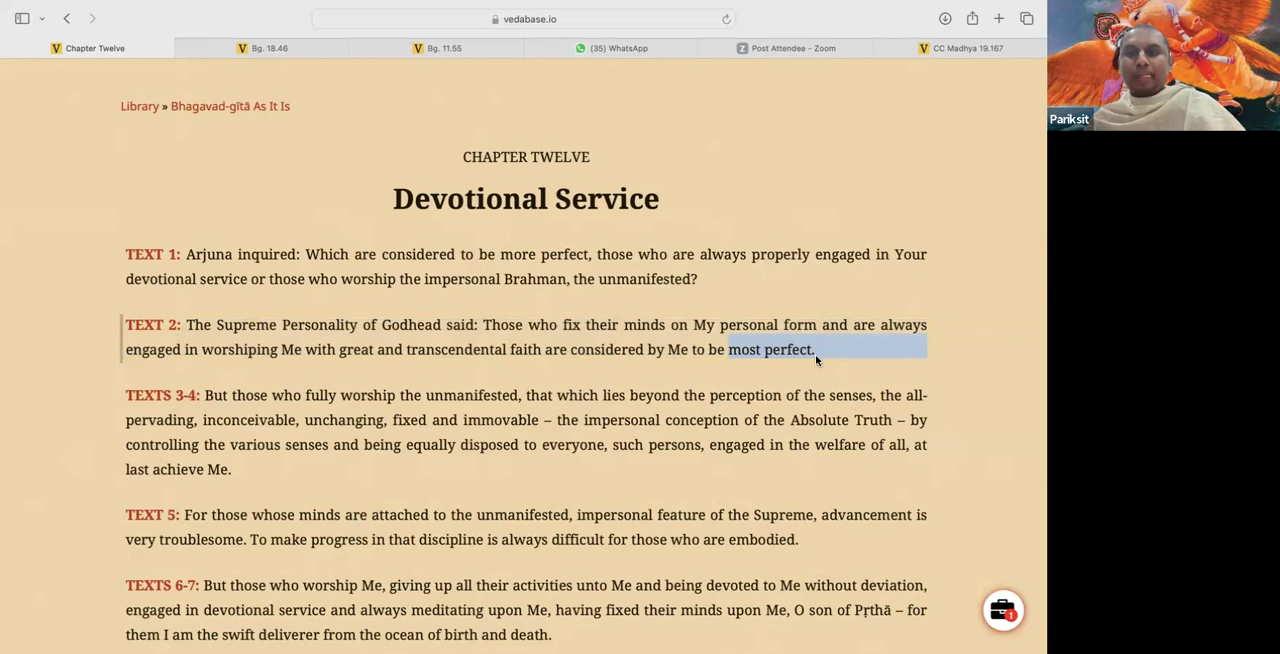 vedabase.io
Chapter Twelve
Bg. 18.46
Bg. 11.55
(35) WhatsApp
Post Attendee - Zoom
CC Madhya 19.167
Pariksit
Library » Bhagavad-gītā As It Is
CHAPTER TWELVE
Devotional Service
TEXT 1: Arjuna inquired: Which are considered to be more perfect, those who are always properly engaged in Your
devotional service or those who worship the impersonal Brahman, the unmanifested?
TEXT 2: The Supreme Personality of Godhead said: Those who fix their minds on My personal form and are always
engaged in worshiping Me with great and transcendental faith are considered by Me to be most perfect.
TEXTS 3-4: But those who fully worship the unmanifested, that which lies beyond the perception of the senses, the all-
pervading, inconceivable, unchanging, fixed and immovable – the impersonal conception of the Absolute Truth – by
controlling the various senses and being equally disposed to everyone, such persons, engaged in the welfare of all, at
last achieve Me.
TEXT 5: For those whose minds are attached to the unmanifested, impersonal feature of the Supreme, advancement is
very troublesome. To make progress in that discipline is always difficult for those who are embodied.
TEXTS 6-7: But those who worship Me, giving up all their activities unto Me and being devoted to Me without deviation,
engaged in devotional service and always meditating upon Me, having fixed their minds upon Me, O son of Pṛthā – for
them I am the swift deliverer from the ocean of birth and death.
1